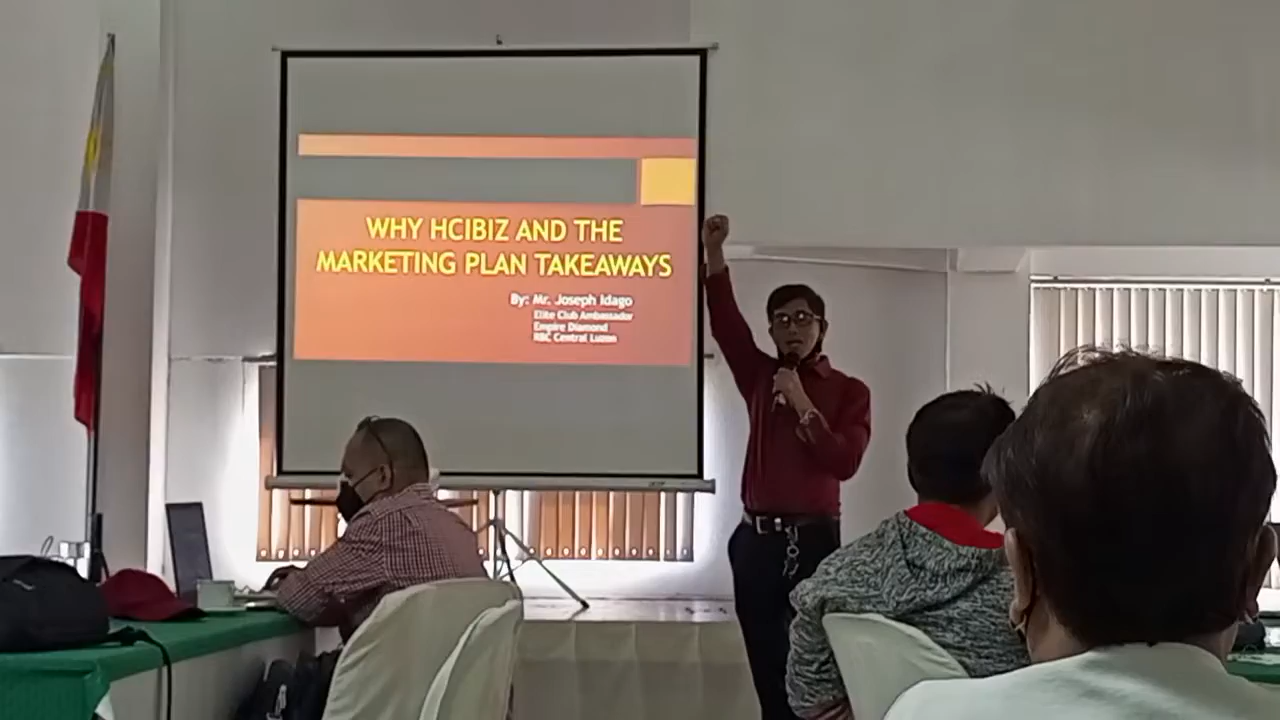 WHY HCIBIZ AND THE
MARKETING PLAN TAKEAWAYS
By: Mr. Joseph Idago
Elite Club Ambassador
Empire Diamond
RBC Central Luzon